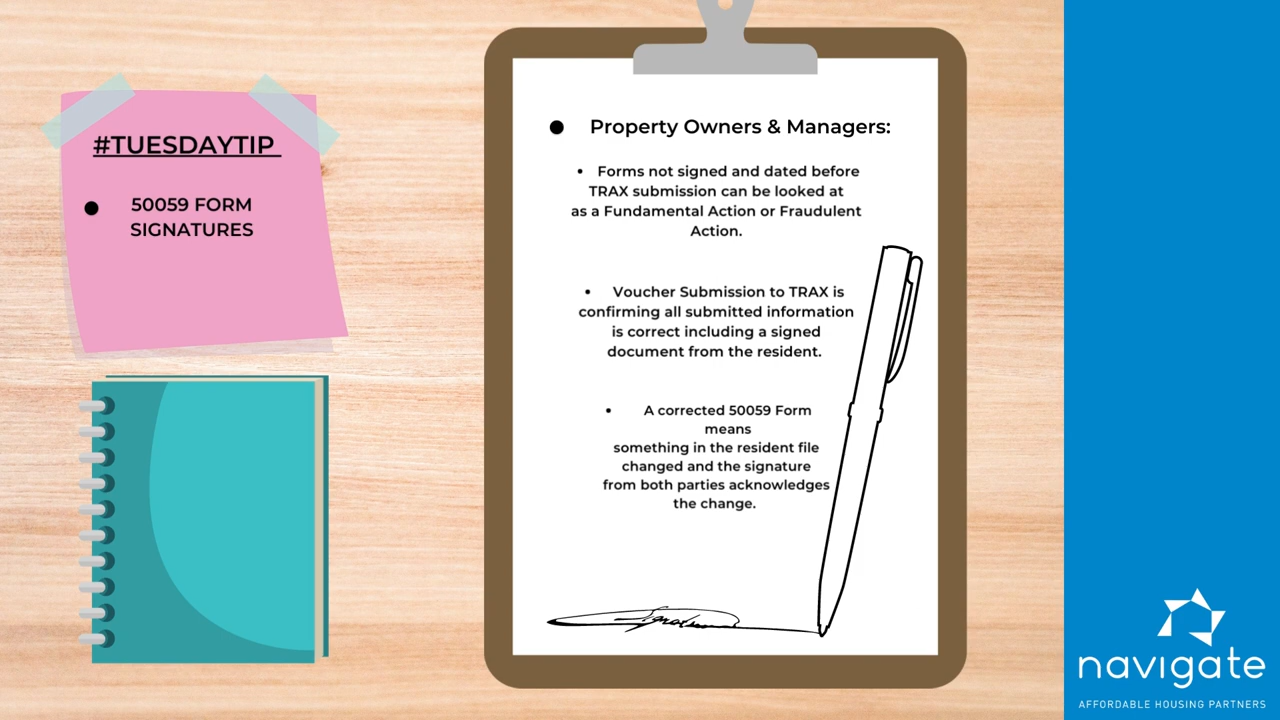 #TUESDAYTIP
● 50059 FORM
SIGNATURES
● Property Owners & Managers:
• Forms not signed and dated before
TRAX submission can be looked at
as a Fundamental Action or Fraudulent
Action.
• Voucher Submission to TRAX is
confirming all submitted information
is correct including a signed
document from the resident.
• A corrected 50059 Form
means
something in the resident file
changed and the signature
from both parties acknowledges
the change.
navigate
AFFORDABLE HOUSING PARTNERS